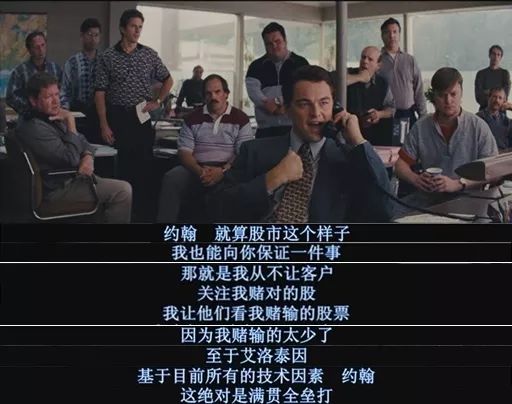 约翰 就算股市这个样子
我也能向你保证一件事
那就是我从不让客户
关注我赌对的股
我让他们看我赌输的股票
因为我赌输的太少了
至于艾洛泰因
基于目前所有的技术因素 约翰
这绝对是满贯全垒打